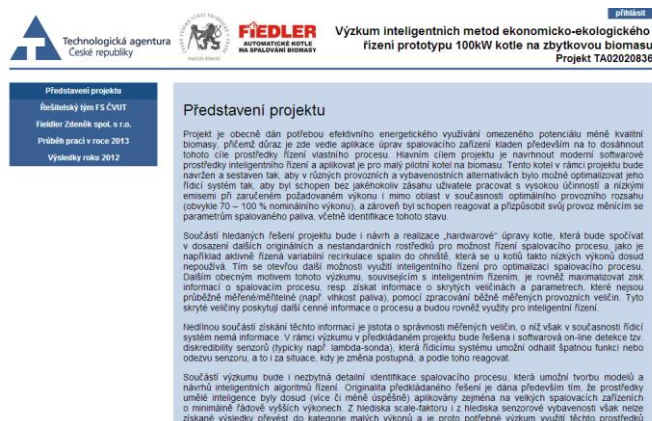 přihlásit
Technologická agentura
České republiky
FIEDLER
AUTOMATICKÉ KOTLE
NA SPALOVÁNÍ BIOMASY
Výzkum inteligentních metod ekonomicko-ekologického
řízení prototypu 100kW kotle na zbytkovou biomasu
Projekt TA02020836
Představení projektu
Řešitelský tým FS ČVUT
Fieldler Zdeněk spol. s r.o.
Průběh prací v roce 2013
Výsledky roku 2012
Představení projektu
Projekt je obecně dán potřebou efektivního energetického využívání omezeného potenciálu méně kvalitní
biomasy, přičemž důraz je zde vedle aplikace úprav spalovacího zařízení kladen především na to dosáhnout
tohoto cíle prostředky řízení vlastního procesu. Hlavním cílem projektu je navrhnout moderní softwarové
prostředky inteligentního řízení a aplikovat je pro malý pilotní kotel na biomasu. Tento kotel v rámci projektu bude
navržen a sestaven tak, aby v různých provozních a vybavenostních alternativách bylo možné optimalizovat jeho
řídicí systém tak, aby byl schopen bez jakéhokoliv zásahu uživatele pracovat s vysokou účinností a nízkými
emisemi při zaručeném požadovaném výkonu i mimo oblast v současnosti optimálního provozního rozsahu
(obvykle 70 – 100 % nominálního výkonu), a zároveň byl schopen reagovat a přizpůsobit svůj provoz měnícím se
parametrům spalovaného paliva, včetně identifikace tohoto stavu.
Součástí hledaných řešení projektu bude i návrh a realizace „hardwarové“ úpravy kotle, která bude spočívat
v dosazení dalších originálních a nestandardních rostředků pro možnost řízení spalovacího procesu, jako je
například aktivně řízená variabilní recirkulace spalin do ohniště, která se u kotlů takto nízkých výkonů dosud
nepoužívá. Tím se otevřou další možnosti využití inteligentního řízení pro optimalizaci spalovacího procesu.
Dalším obecným motivem tohoto výzkumu, souvisejícím s inteligentním řízením, je rovněž maximalizovat zisk
informací o spalovacím procesu, resp. získat informace o skrytých veličinách a parametrech, které nejsou
průběžně měřené/měřitelné (např. vlhkost paliva), pomocí zpracování běžně měřených provozních veličin. Tyto
skryté veličiny poskytují další cenné informace o procesu a budou rovněž využity pro inteligentní řízení.
Nedílnou součástí získání těchto informací je jistota o správnosti měřených veličin, o níž však v současnosti řídicí
systém nemá informace. V rámci výzkumu v předkládaném projektu bude řešena i softwarová on-line detekce tzv.
diskredibility senzorů (typicky např. lambda-sonda), která řídicímu systému umožní odhalit špatnou funkci nebo
odezvu senzoru, a to i za situace, kdy je změna postupná, a podle toho reagovat.
Součástí výzkumu bude i nezbytná detailní identifikace spalovacího procesu, která umožní tvorbu modelů a
návrhů inteligentních algoritmů řízení. Originalita předkládaného řešení je dána především tím, že prostředky
umělé inteligence byly dosud (více či méně úspěšně) aplikovány zejména na velkých spalovacích zařízeních
o minimálně řádově vyšších výkonech. Z hlediska scale-faktoru i z hlediska senzorové vybavenosti však nelze
získané výsledky převést do kategorie malých výkonů a je proto potřebné výzkum využití těchto prostředků